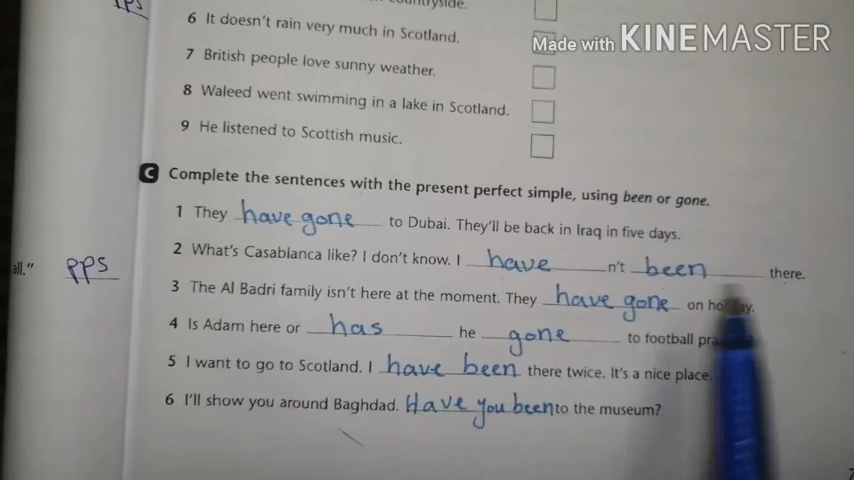 countryside.
6 It doesn't rain very much in Scotland.
Made with KINEMASTER
7 British people love sunny weather.
8 Waleed went swimming in a lake in Scotland.
9 He listened to Scottish music.
C Complete the sentences with the present perfect simple, using been or gone.
1 They have gone to Dubai. They'll be back in Iraq in five days.
2 What's Casablanca like? I don't know. I have n't been there.
all." PPS
3 The Al Badri family isn't here at the moment. They have gone on holiday.
4 Is Adam here or has he gone to football
5 I want to go to Scotland. I have been there twice. It's a nice place.
6 I'll show you around Baghdad. Have you been to the museum?